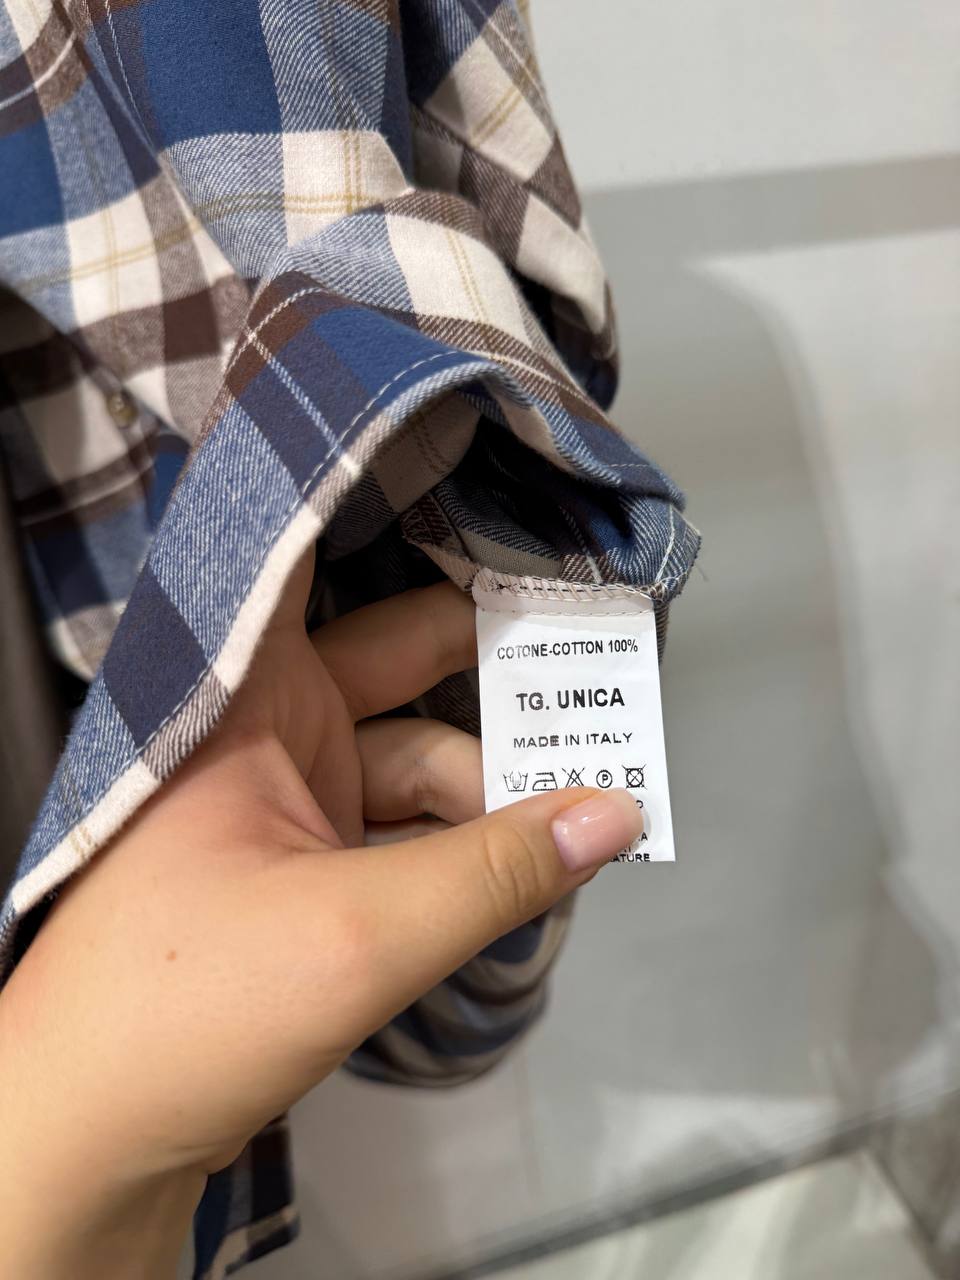 COTONE-COTTON 100%
TG. UNICA
MADE IN ITALY
P